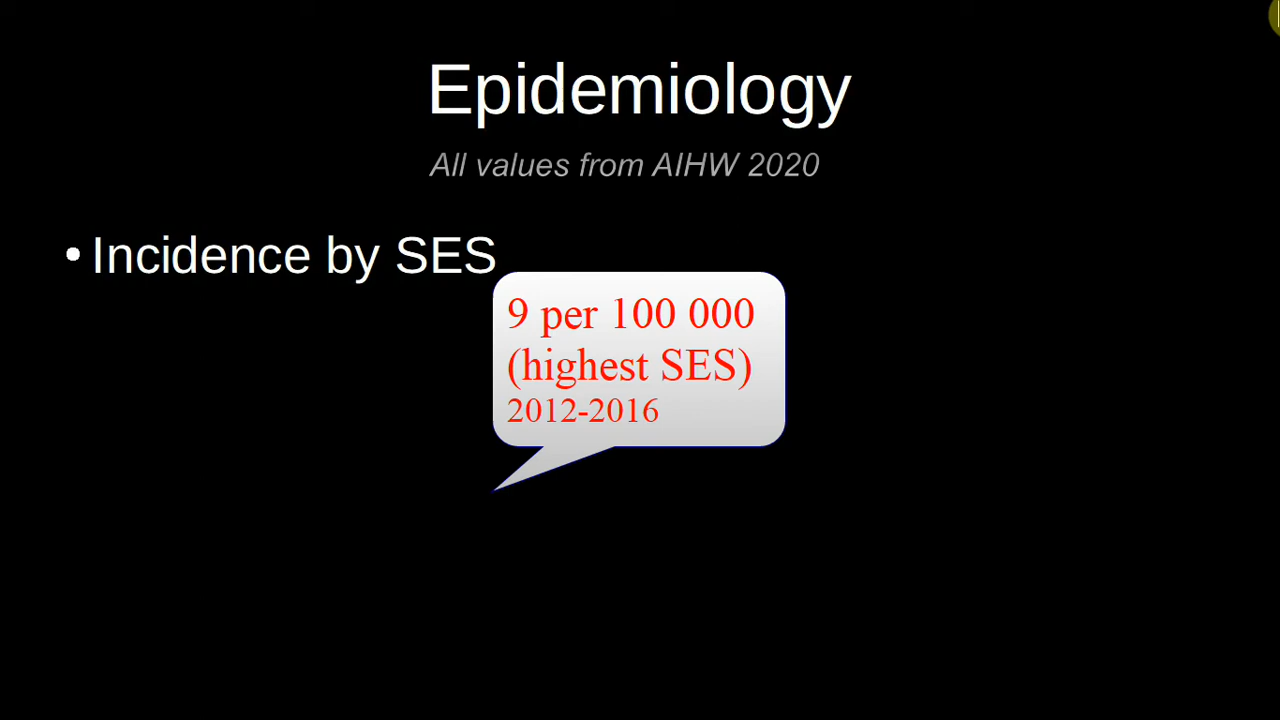 Epidemiology
All values from AIHW 2020
• Incidence by SES
9 per 100 000
(highest SES)
2012-2016